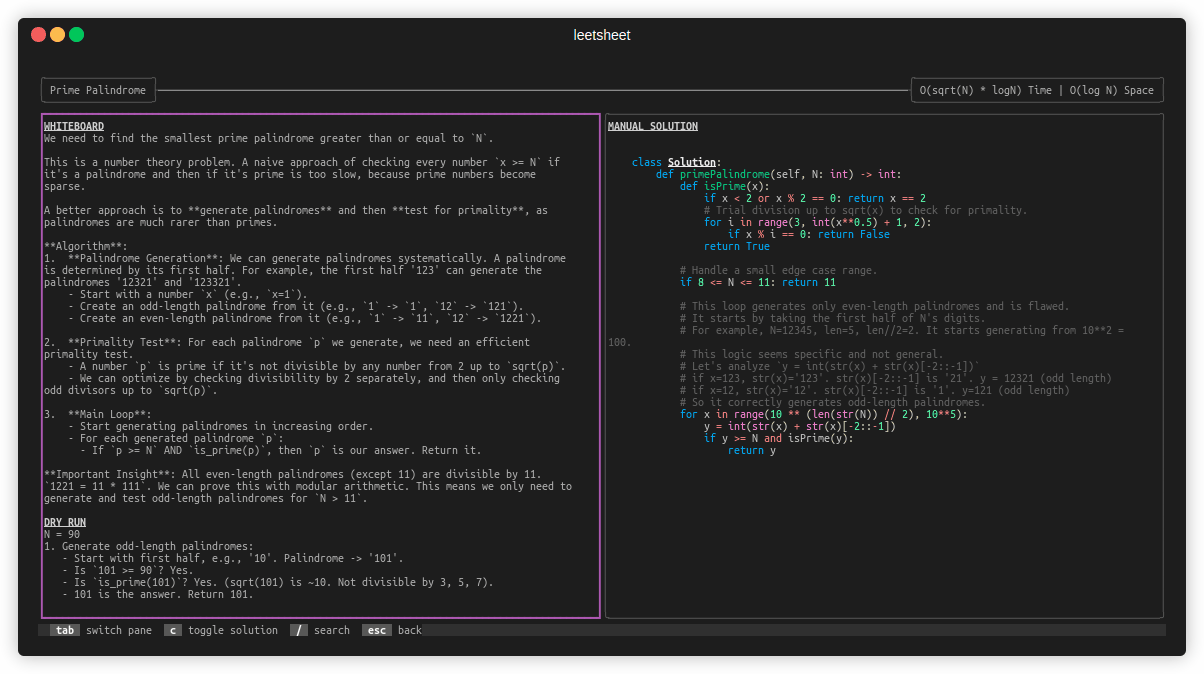 leetsheet
Prime Palindrome
O(sqrt(N) * logN) Time | O(log N) Space
WHITEBOARD
We need to find the smallest prime palindrome greater than or equal to `N`.
This is a number theory problem. A naive approach of checking every number `x >= N` if
it's a palindrome and then if it's prime is too slow, because prime numbers become
sparse.
A better approach is to **generate palindromes** and then **test for primality**, as
palindromes are much rarer than primes.
**Algorithm**:
1.  **Palindrome Generation**: We can generate palindromes systematically. A palindrome
is determined by its first half. For example, the first half '123' can generate the
palindromes '12321' and '123321'.
    - Start with a number `x` (e.g., `x=1`).
    - Create an odd-length palindrome from it (e.g., `1` -> `1`, `12` -> `121`).
    - Create an even-length palindrome from it (e.g., `1` -> `11`, `12` -> `1221`).
2.  **Primality Test**: For each palindrome `p` we generate, we need an efficient
primality test.
    - A number `p` is prime if it's not divisible by any number from 2 up to `sqrt(p)`.
    - We can optimize by checking divisibility by 2 separately, and then only checking
odd divisors up to `sqrt(p)`.
3.  **Main Loop**:
    - Start generating palindromes in increasing order.
    - For each generated palindrome `p`:
      - If `p >= N` AND `is_prime(p)`, then `p` is our answer. Return it.
**Important Insight**: All even-length palindromes (except 11) are divisible by 11.
`1221 = 11 * 111`. We can prove this with modular arithmetic. This means we only need to
generate and test odd-length palindromes for `N > 11`.
DRY RUN
N = 90
1. Generate odd-length palindromes:
   - Start with first half, e.g., '10'. Palindrome -> '101'.
   - Is `101 >= 90`? Yes.
   - Is `is_prime(101)`? Yes. (sqrt(101) is ~10. Not divisible by 3, 5, 7).
   - 101 is the answer. Return 101.
MANUAL SOLUTION
    class Solution:
        def primePalindrome(self, N: int) -> int:
            def isPrime(x):
                if x < 2 or x % 2 == 0: return x == 2
                # Trial division up to sqrt(x) to check for primality.
                for i in range(3, int(x**0.5) + 1, 2):
                    if x % i == 0: return False
                return True
            # Handle a small edge case range.
            if 8 <= N <= 11: return 11
            # This loop generates only even-length palindromes and is flawed.
            # It starts by taking the first half of N's digits.
            # For example, N=12345, len=5, len//2=2. It starts generating from 10**2 =
100.
            # This logic seems specific and not general.
            # Let's analyze `y = int(str(x) + str(x)[-2::-1])`
            # if x=123, str(x)='123'. str(x)[-2::-1] is '21'. y = 12321 (odd length)
            # if x=12, str(x)='12'. str(x)[-2::-1] is '1'. y=121 (odd length)
            # So it correctly generates odd-length palindromes.
            for x in range(10 ** (len(str(N)) // 2), 10**5):
                y = int(str(x) + str(x)[-2::-1])
                if y >= N and isPrime(y):
                    return y
tab switch pane c toggle solution / search esc back